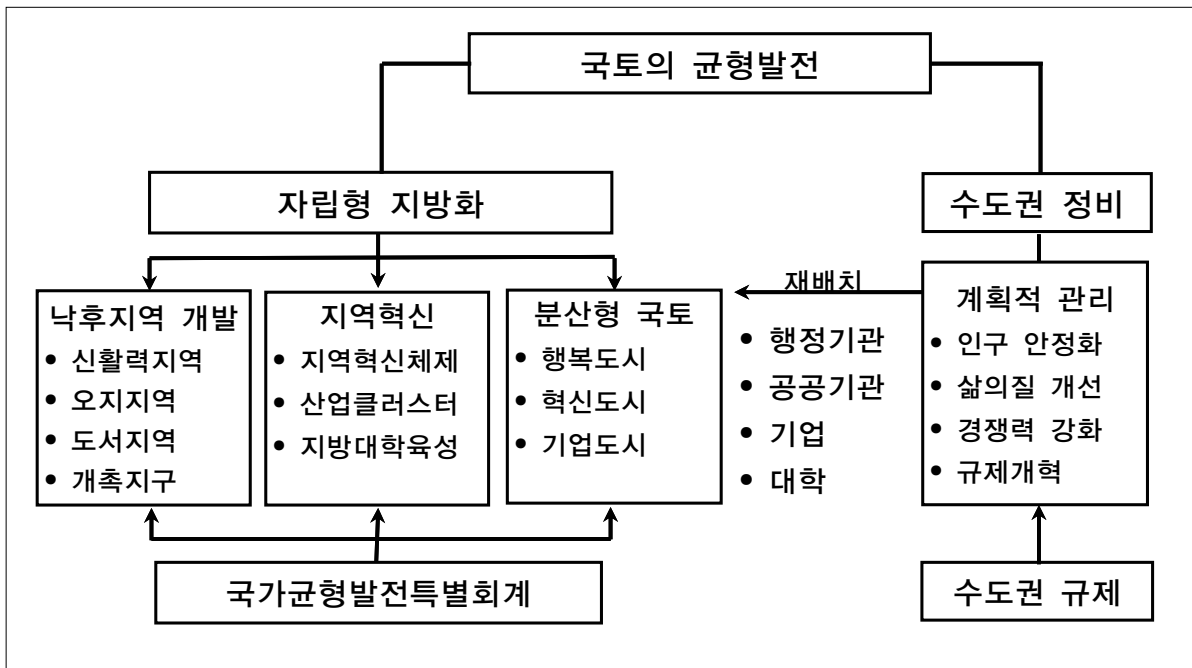 국토의 균형발전
자립형 지방화
수도권 정비
낙후지역 개발
• 신활력지역
• 오지지역
• 도서지역
• 개촉지구
지역혁신
• 지역혁신체제
• 산업클러스터
• 지방대학육성
분산형 국토
• 행복도시
• 혁신도시
• 기업도시
재배치
• 행정기관
• 공공기관
• 기업
• 대학
계획적 관리
• 인구 안정화
• 삶의질 개선
• 경쟁력 강화
• 규제개혁
국가균형발전특별회계
수도권 규제